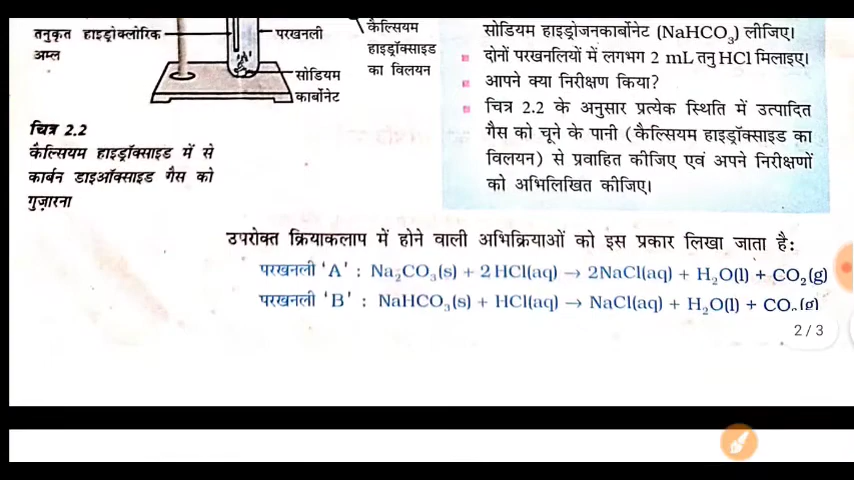 तनुकृत हाइड्रोक्लोरिक
अम्ल
परखनली
'A'
सोडियम
कार्बोनेट
कैल्सियम
हाइड्रॉक्साइड
का विलयन
चित्र 2.2
कैल्सियम हाइड्रॉक्साइड में से
कार्बन डाइऑक्साइड गैस को
गुज़ारना
सोडियम हाइड्रोजनकार्बोनेट (NaHCO₃) लीजिए।
दोनों परखनलियों में लगभग 2 mL तनु HCl मिलाइए।
आपने क्या निरीक्षण किया?
चित्र 2.2 के अनुसार प्रत्येक स्थिति में उत्पादित
गैस को चूने के पानी (कैल्सियम हाइड्रॉक्साइड का
विलयन) से प्रवाहित कीजिए एवं अपने निरीक्षणों
को अभिलिखित कीजिए।
उपरोक्त क्रियाकलाप में होने वाली अभिक्रियाओं को इस प्रकार लिखा जाता है:
परखनली 'A' : Na₂CO₃(s) + 2 HCl(aq) → 2NaCl(aq) + H₂O(l) + CO₂(g)
परखनली 'B' : NaHCO₃(s) + HCl(aq) → NaCl(aq) + H₂O(l) + CO₂(g)
2 / 3